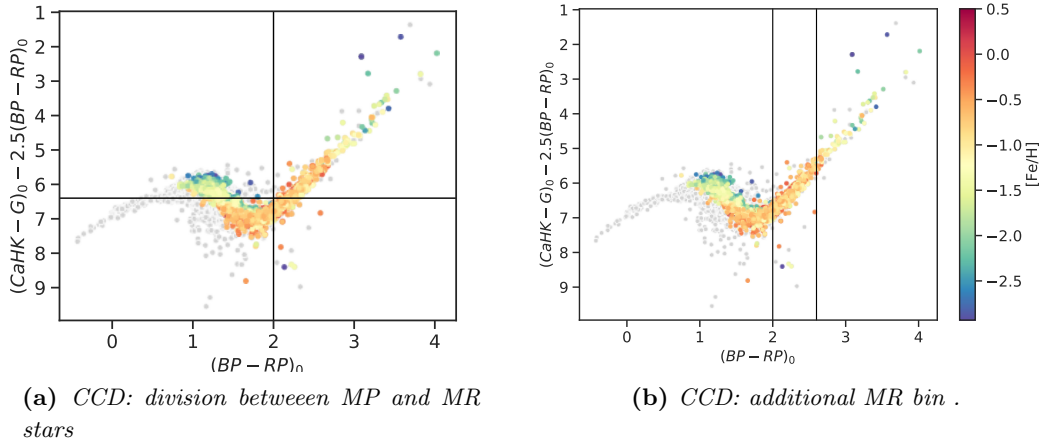 1
2
3
4
5
6
7
8
9
(CaHK − G)₀ − 2.5(BP − RP)₀
0 1 2 3 4
(BP − RP)₀
(a) CCD: division betweeen MP and MR
stars
1
2
3
4
5
6
7
8
9
(CaHK − G)₀ − 2.5(BP − RP)₀
0 1 2 3 4
(BP − RP)₀
(b) CCD: additional MR bin .
0.5
0.0
−0.5
−1.0
−1.5
−2.0
−2.5
[Fe/H]